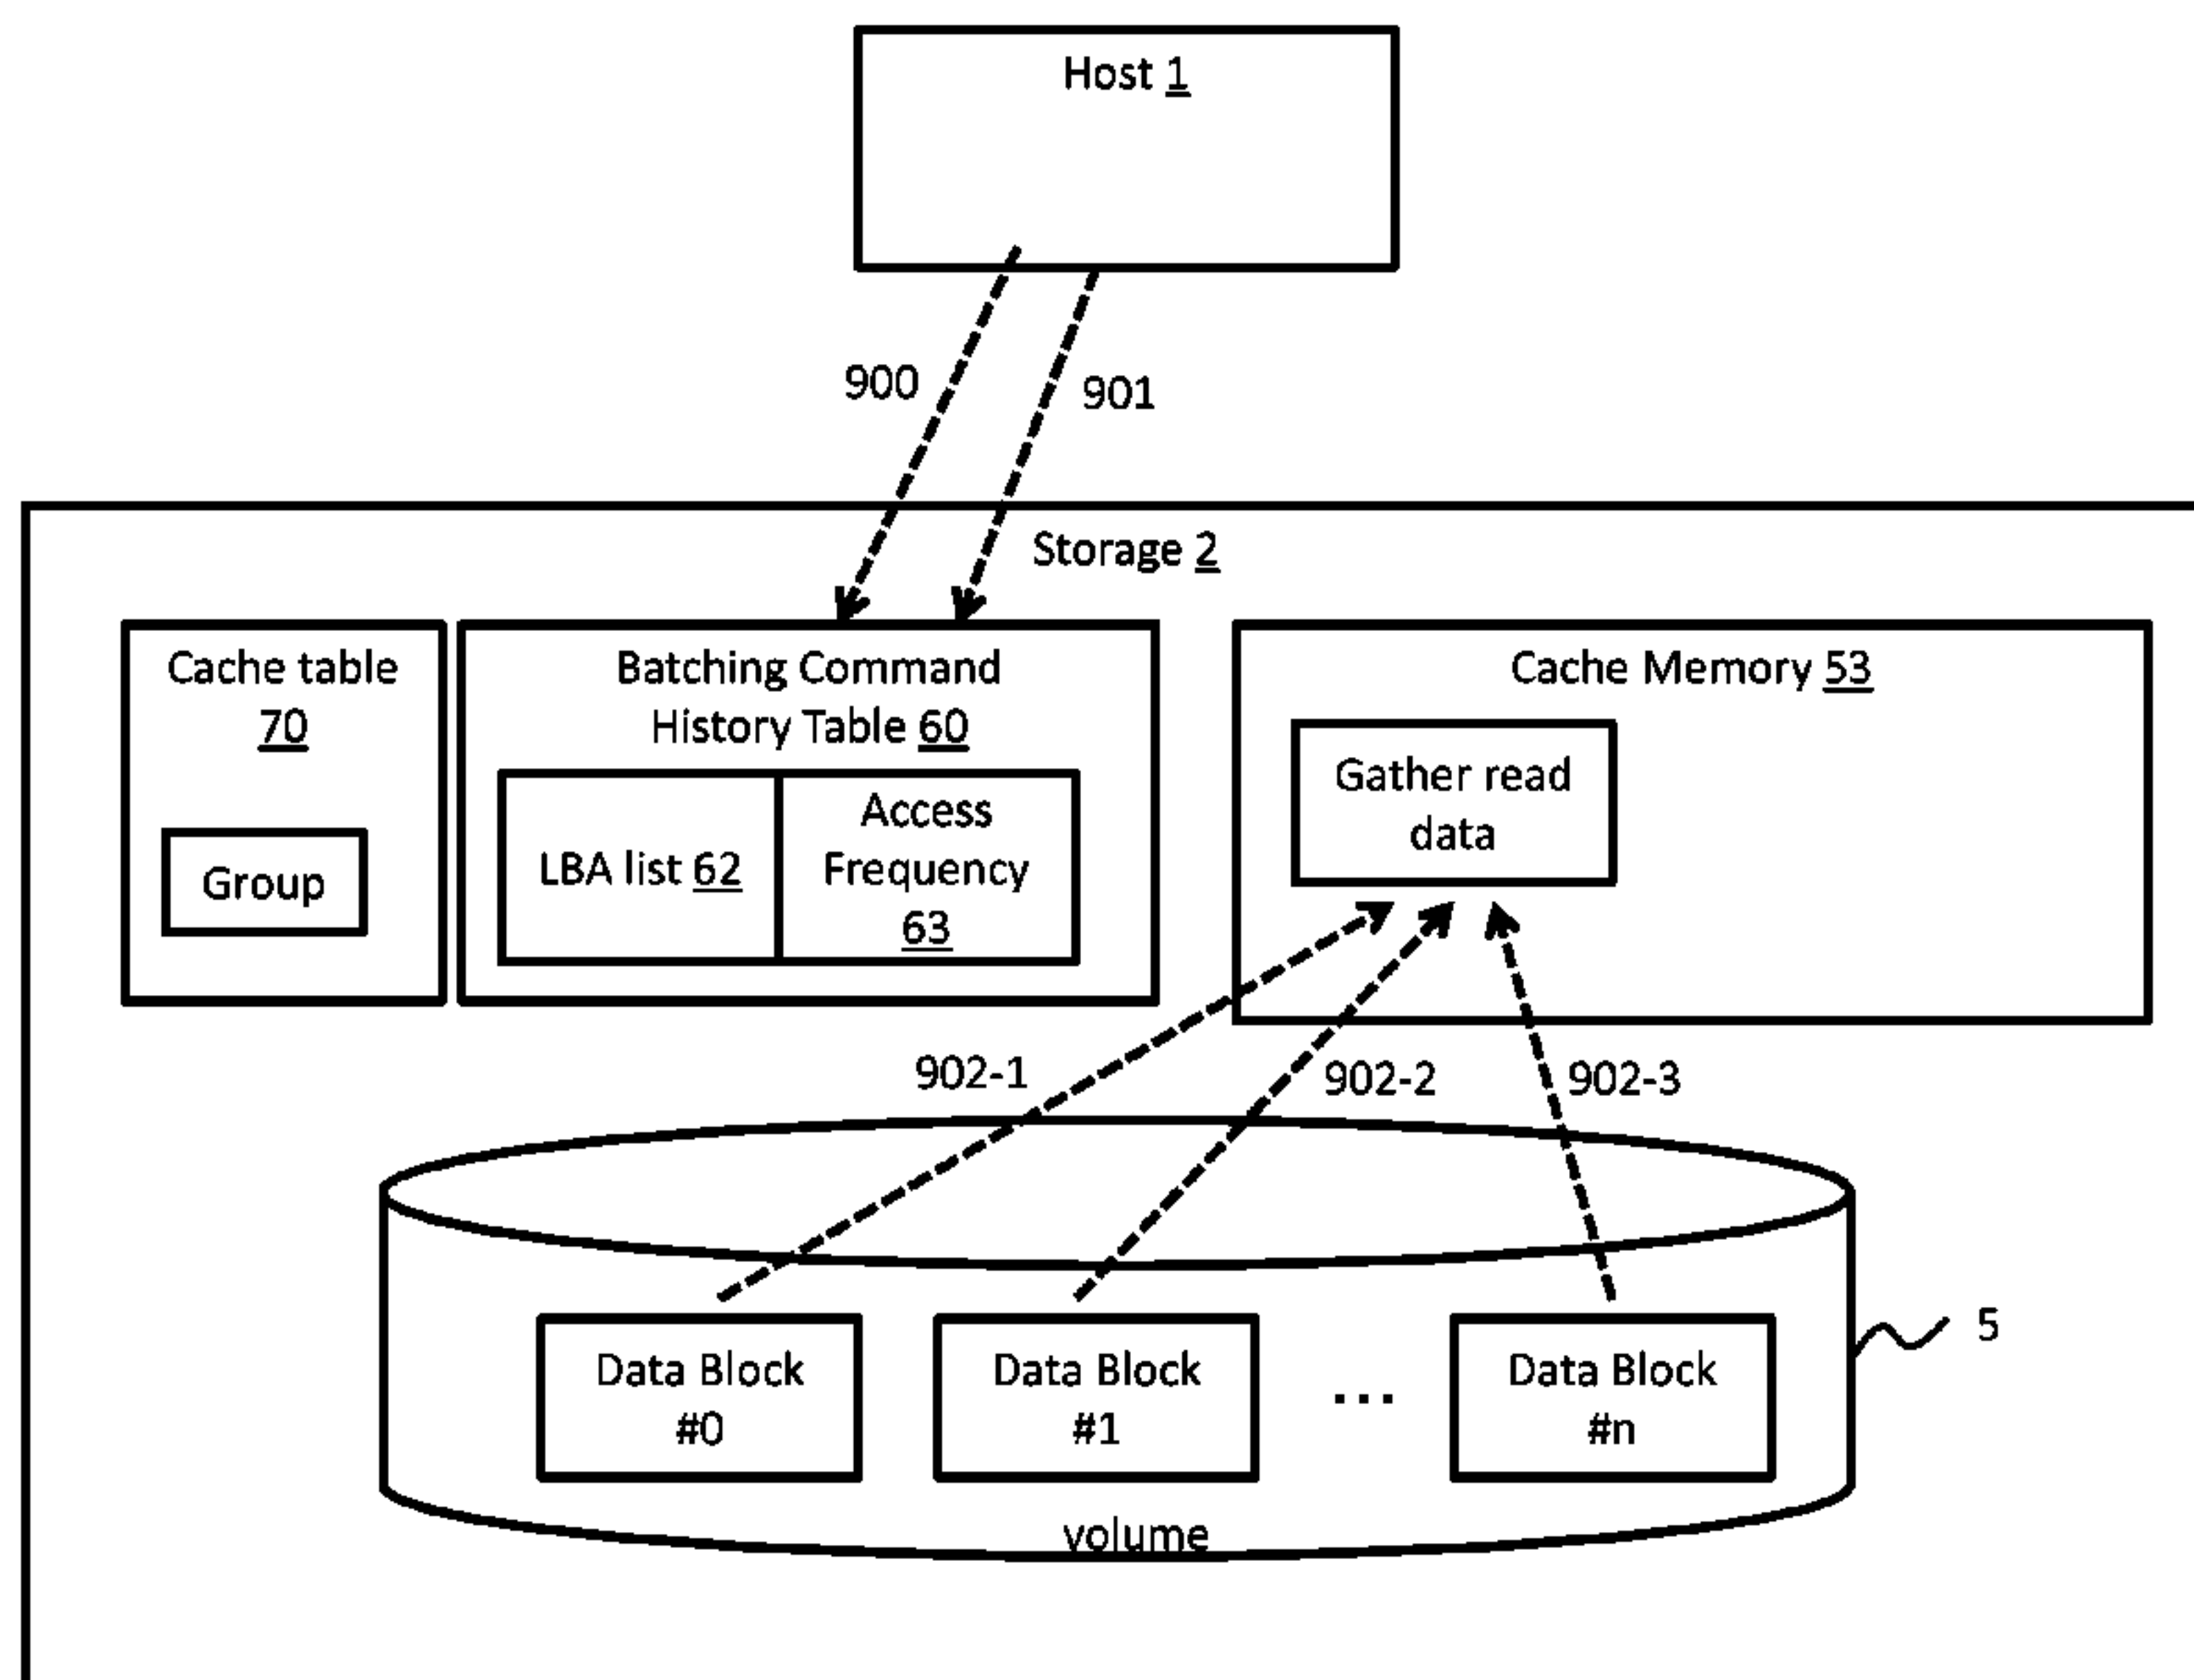 Host 1
900
901
Storage 2
Cache table
70
Group
Batching Command
History Table 60
LBA list 62
Access
Frequency
63
Cache Memory 53
Gather read
data
902-1
902-2
902-3
Data Block
#0
Data Block
#1
...
Data Block
#n
5
volume